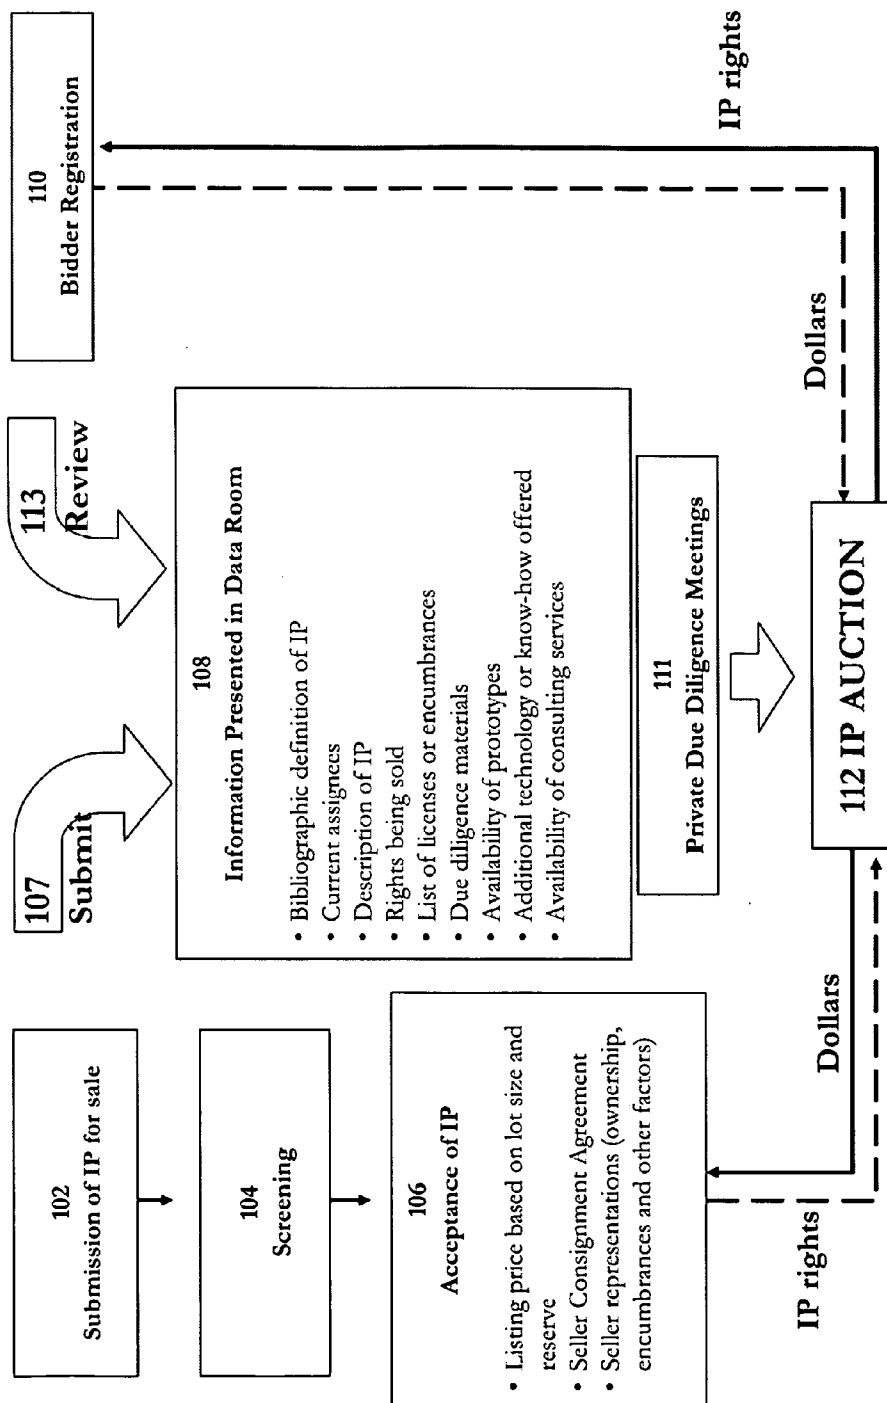 102
Submission of IP for sale
104
Screening
106
Acceptance of IP
• Listing price based on lot size and
reserve
• Seller Consignment Agreement
• Seller representations (ownership,
encumbrances and other factors)
107
Submit
113
Review
108
Information Presented in Data Room
• Bibliographic definition of IP
• Current assignees
• Description of IP
• Rights being sold
• List of licenses or encumbrances
• Due diligence materials
• Availability of prototypes
• Additional technology or know-how offered
• Availability of consulting services
111
Private Due Diligence Meetings
110
Bidder Registration
112 IP AUCTION
Dollars
IP rights
Dollars
IP rights